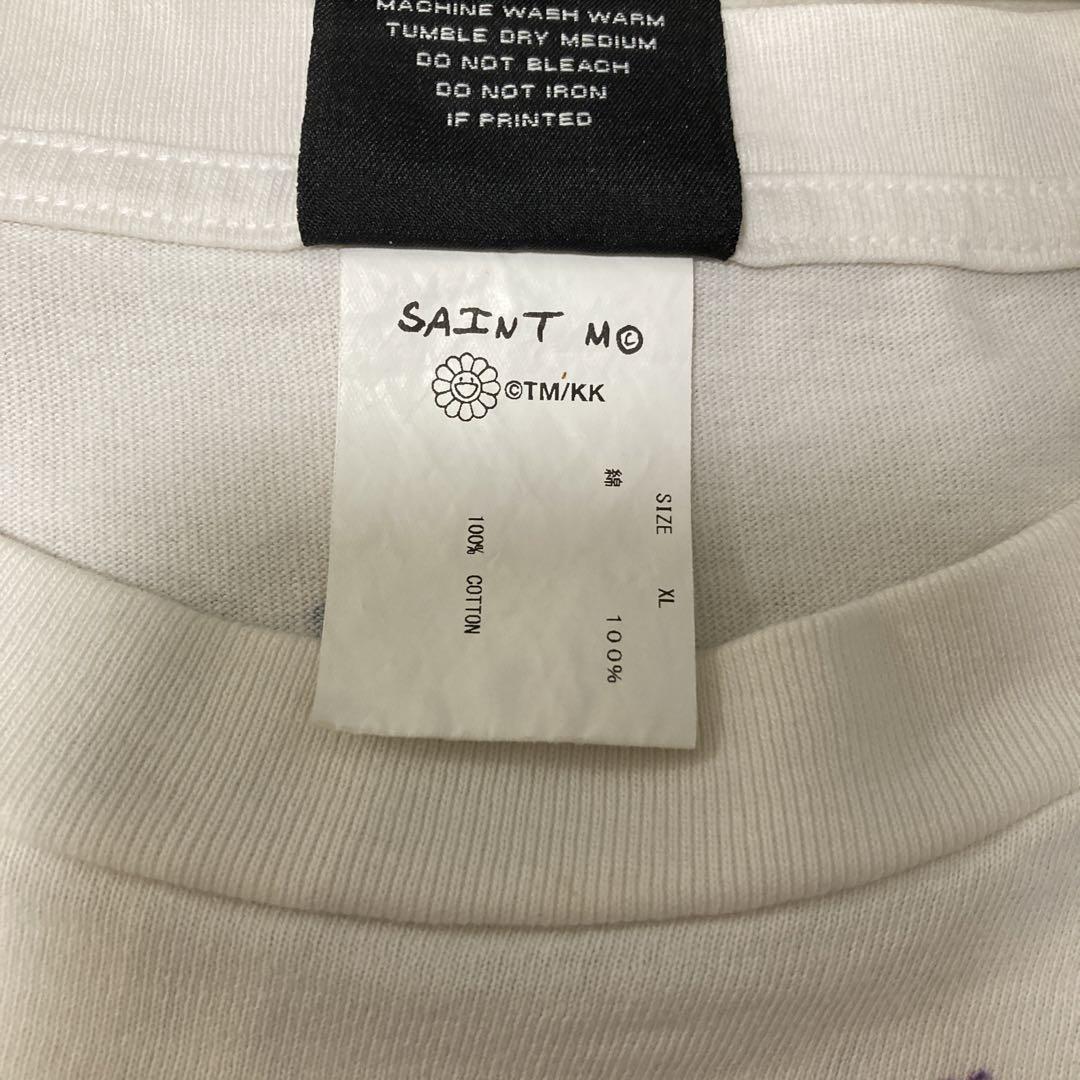 MACHINE WASH WARM
TUMBLE DRY MEDIUM
DO NOT BLEACH
DO NOT IRON
IF PRINTED
SAINT M©
©TM/KK
SIZE XL
綿 100%
100% COTTON